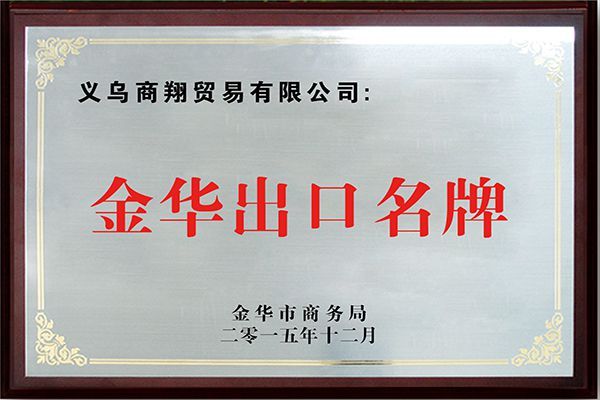 义乌商翔贸易有限公司:
金华出口名牌
金华市商务局
二零一五年十二月